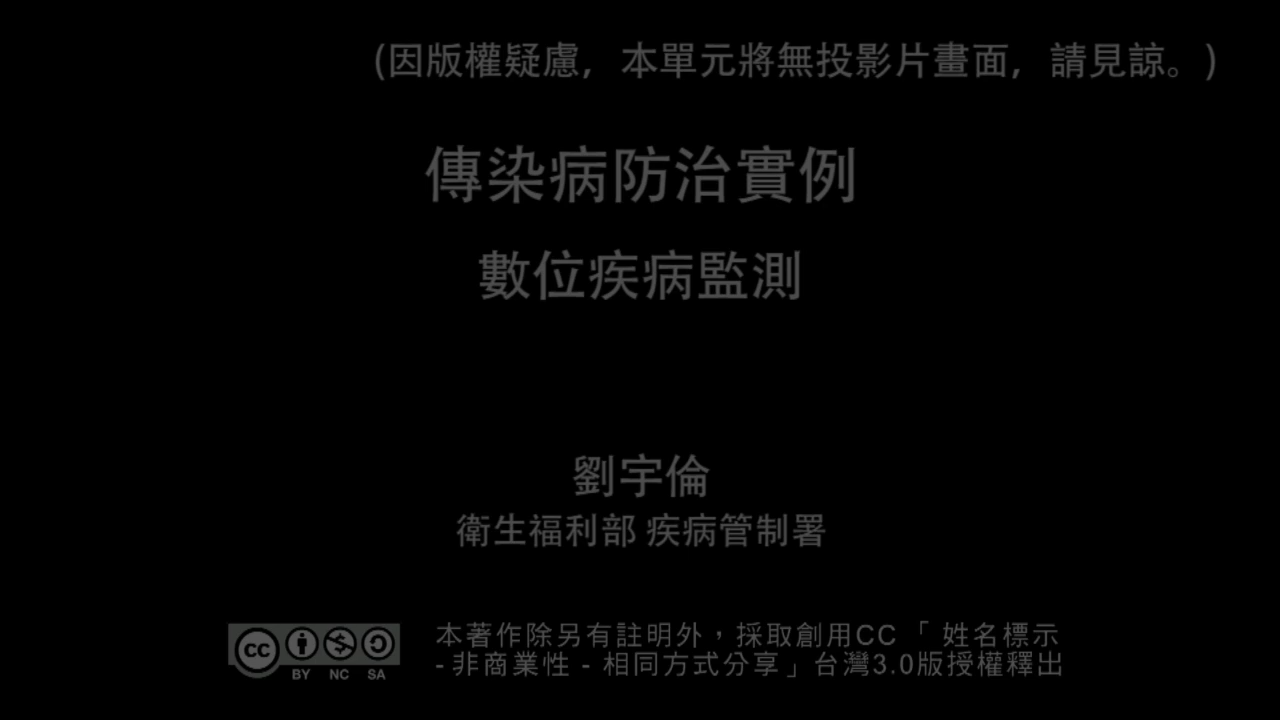 (因版權疑慮，本單元將無投影片畫面，請見諒。)
傳染病防治實例
數位疾病監測
劉宇倫
衛生福利部 疾病管制署
本著作除另有註明外，採取創用CC 「 姓名標示
- 非商業性 - 相同方式分享」台灣3.0版授權釋出
cc
BY NC SA